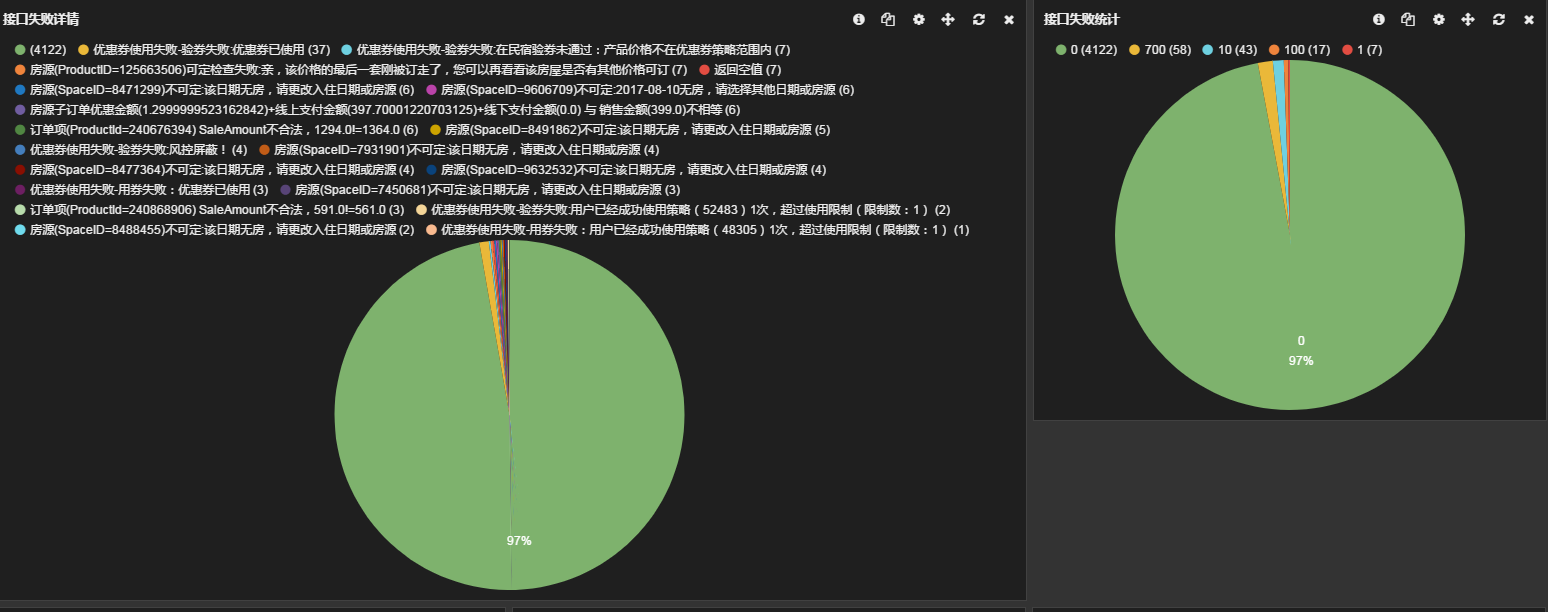 接口失败详情
(4122) 优惠券使用失败-验券失败:优惠券已使用 (37) 优惠券使用失败-验券失败:在民宿验券未通过：产品价格不在优惠券策略范围内 (7)
房源(ProductID=125663506)可定检查失败:亲，该价格的最后一套刚被订走了，您可以再看看该房屋是否有其他价格可订 (7) 返回空值 (7)
房源(SpaceID=8471299)不可定:该日期无房，请更改入住日期或房源 (6) 房源(SpaceID=9606709)不可定:2017-08-10无房，请选择其他日期或房源 (6)
房源子订单优惠金额(1.2999999523162842)+线上支付金额(397.70001220703125)+线下支付金额(0.0) 与 销售金额(399.0)不相等 (6)
订单项(ProductId=240676394) SaleAmount不合法，1294.0!=1364.0 (6) 房源(SpaceID=8491862)不可定:该日期无房，请更改入住日期或房源 (5)
优惠券使用失败-验券失败:风控屏蔽！ (4) 房源(SpaceID=7931901)不可定:该日期无房，请更改入住日期或房源 (4)
房源(SpaceID=8477364)不可定:该日期无房，请更改入住日期或房源 (4) 房源(SpaceID=9632532)不可定:该日期无房，请更改入住日期或房源 (4)
优惠券使用失败-用券失败：优惠券已使用 (3) 房源(SpaceID=7450681)不可定:该日期无房，请更改入住日期或房源 (3)
订单项(ProductId=240868906) SaleAmount不合法，591.0!=561.0 (3) 优惠券使用失败-验券失败:用户已经成功使用策略（52483）1次，超过使用限制（限制数：1） (2)
房源(SpaceID=8488455)不可定:该日期无房，请更改入住日期或房源 (2) 优惠券使用失败-用券失败：用户已经成功使用策略（48305）1次，超过使用限制（限制数：1） (1)
97%
接口失败统计
0 (4122) 700 (58) 10 (43) 100 (17) 1 (7)
0
97%